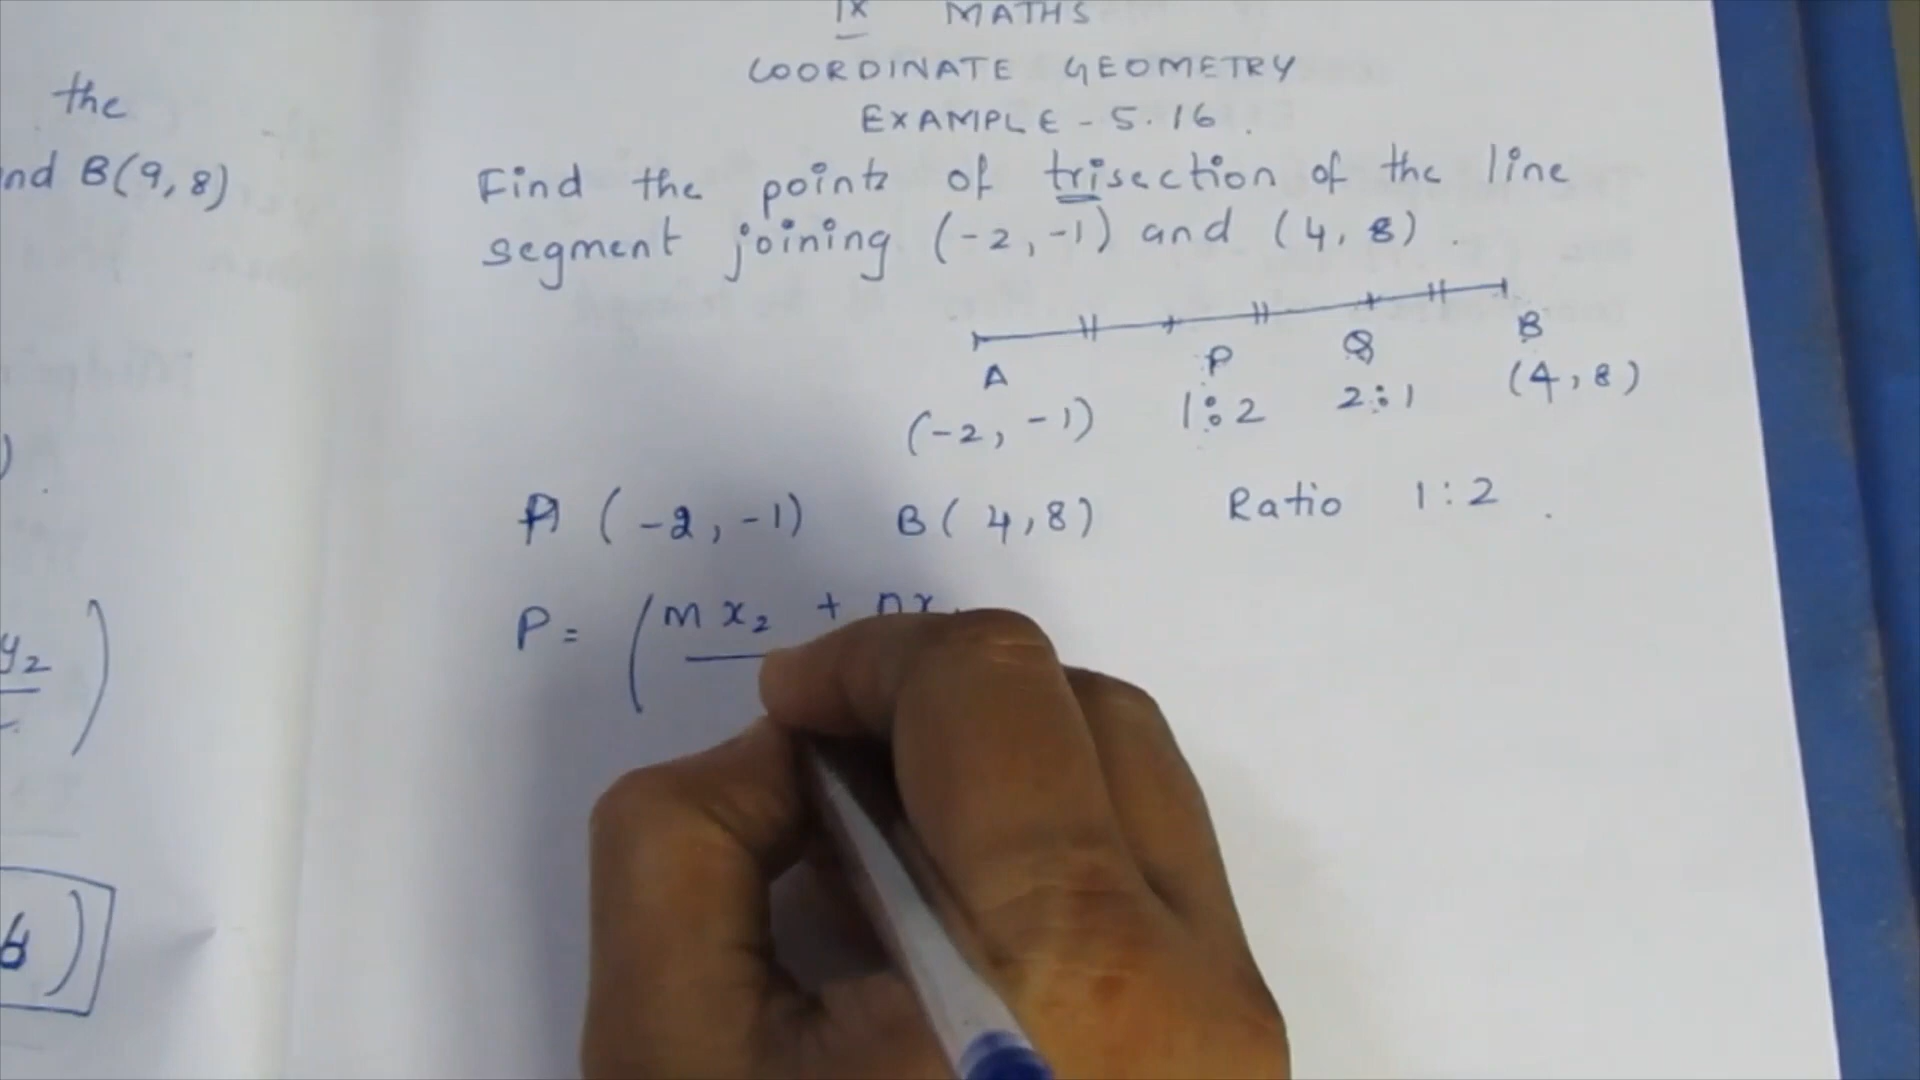 the
nd B(9,8)
)
y2
)
6)
IX MATHS
COORDINATE GEOMETRY
EXAMPLE - 5.16.
Find the points of trisection of the line
segment joining (-2,-1) and (4,8).
A P Q B
(-2, -1) 1:2 2:1 (4,8)
A (-2,-1) B(4,8) Ratio 1:2.
P = (mx2 + nx